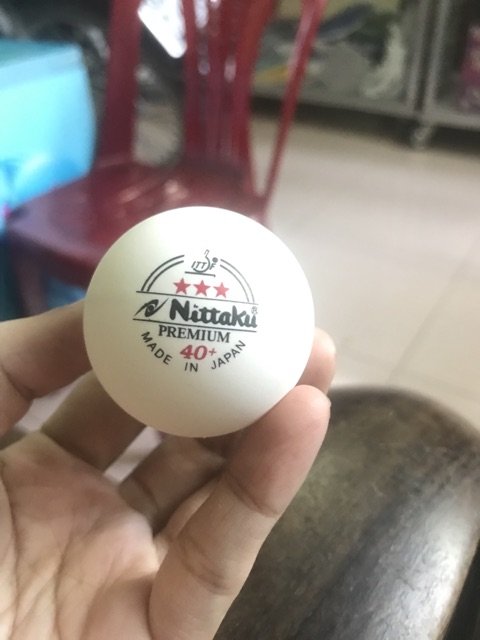 ITTF
★★★
Nittaku®
PREMIUM
40+
MADE IN JAPAN